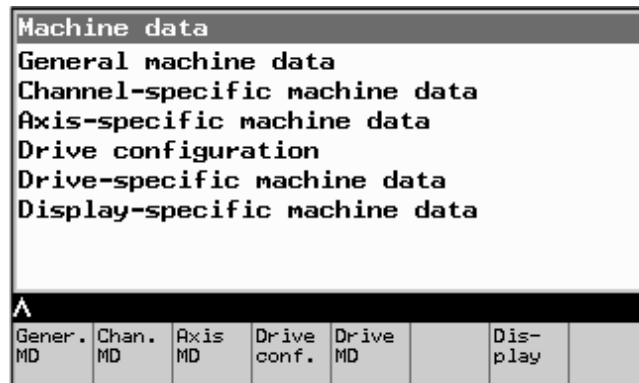 Machine data
General machine data
Channel-specific machine data
Axis-specific machine data
Drive configuration
Drive-specific machine data
Display-specific machine data
^
Gener. MD
Chan. MD
Axis MD
Drive conf.
Drive MD
Dis-
play